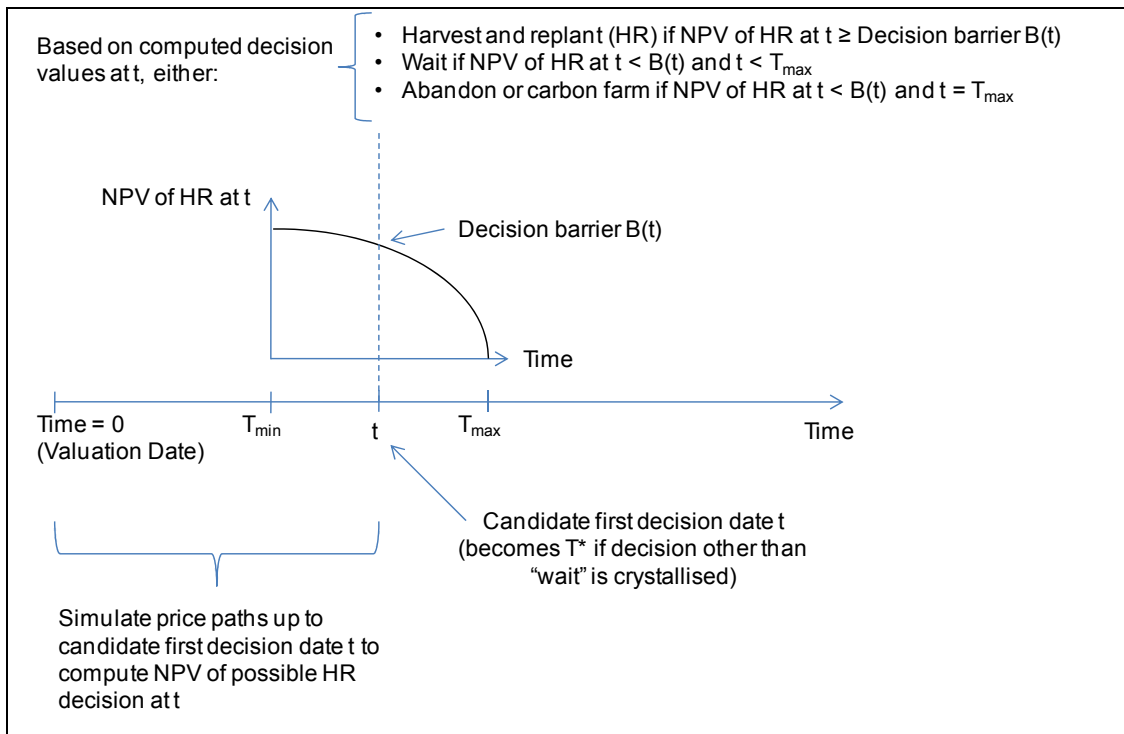 Based on computed decision
values at t, either:
• Harvest and replant (HR) if NPV of HR at t ≥ Decision barrier B(t)
• Wait if NPV of HR at t < B(t) and t < Tmax
• Abandon or carbon farm if NPV of HR at t < B(t) and t = Tmax
NPV of HR at t
Decision barrier B(t)
Time
Time = 0
(Valuation Date)
Tmin
t
Tmax
Time
Candidate first decision date t
(becomes T* if decision other than
“wait” is crystallised)
Simulate price paths up to
candidate first decision date t to
compute NPV of possible HR
decision at t